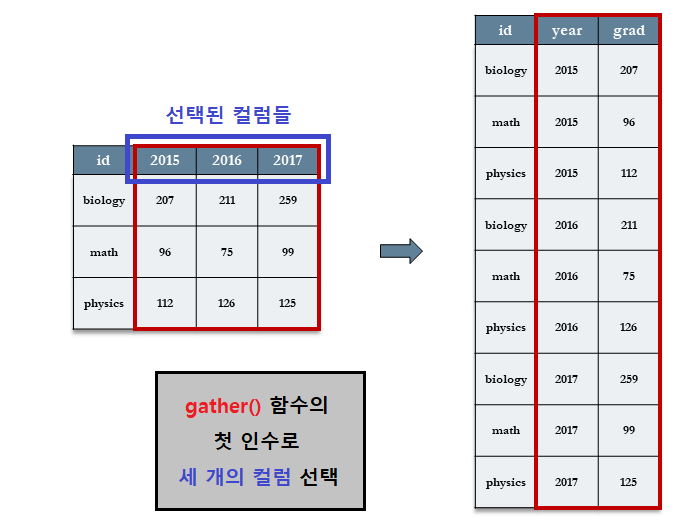 선택된 컬럼들
id 2015 2016 2017
biology 207 211 259
math 96 75 99
physics 112 126 125
gather() 함수의
첫 인수로
세 개의 컬럼 선택
id year grad
biology 2015 207
math 2015 96
physics 2015 112
biology 2016 211
math 2016 75
physics 2016 126
biology 2017 259
math 2017 99
physics 2017 125